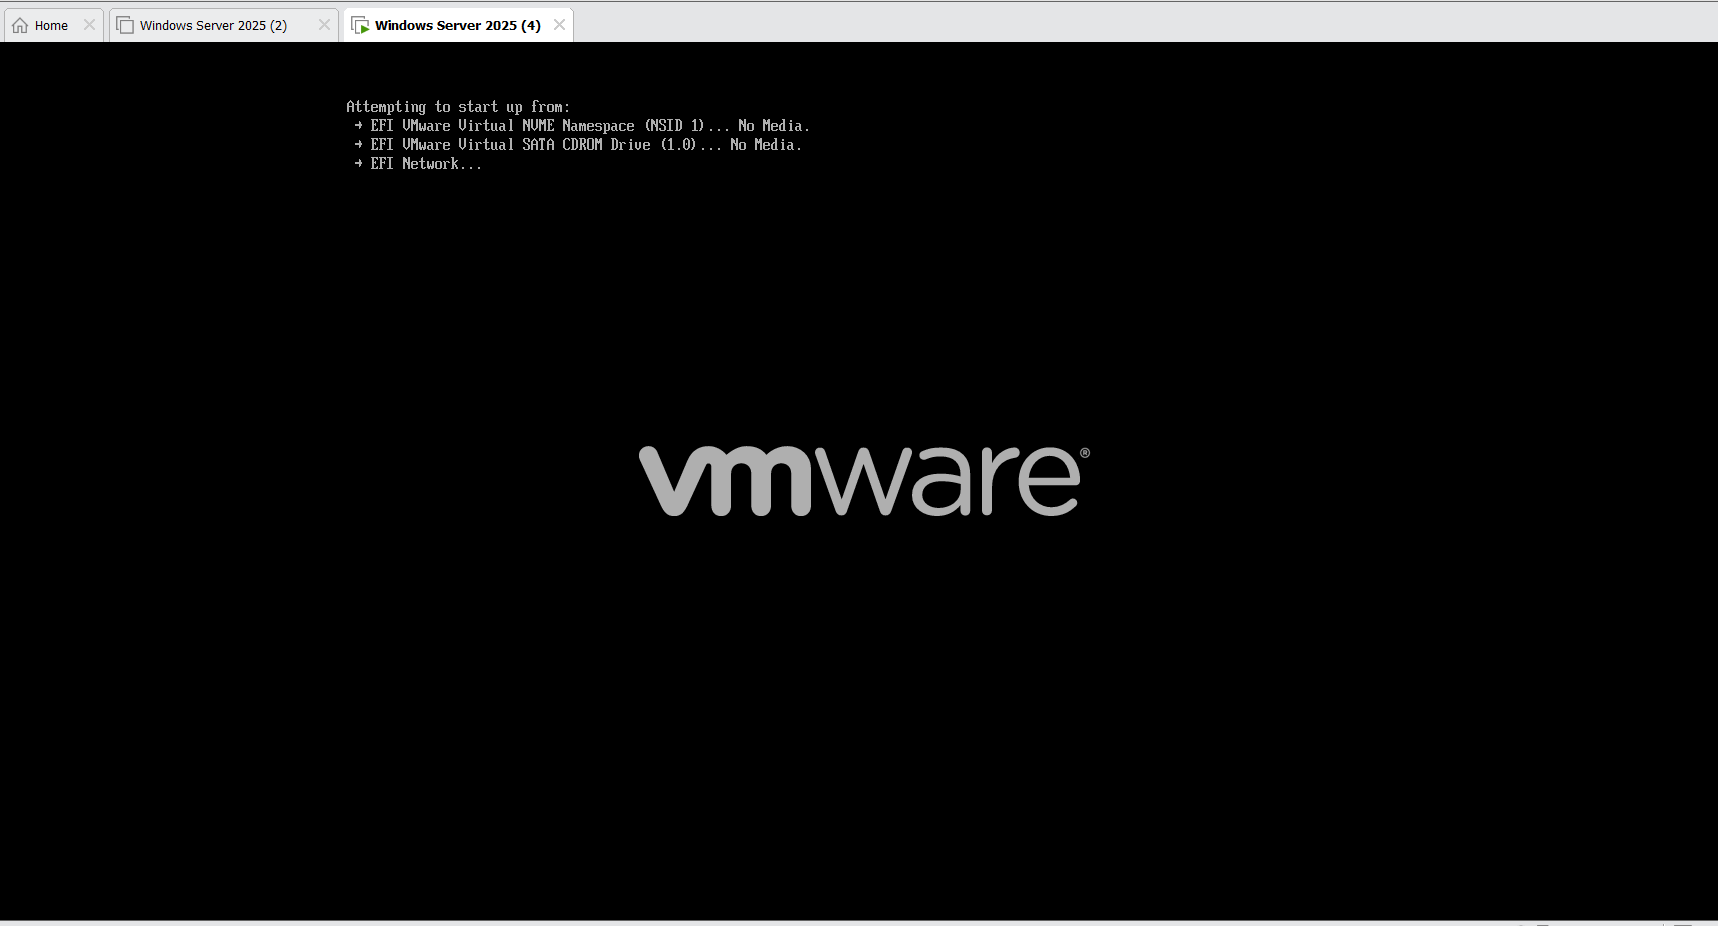 Home
Windows Server 2025 (2)
Windows Server 2025 (4)
Attempting to start up from:
→ EFI VMware Virtual NVME Namespace (NSID 1)... No Media.
→ EFI VMware Virtual SATA CDROM Drive (1.0)... No Media.
→ EFI Network...
vmware®